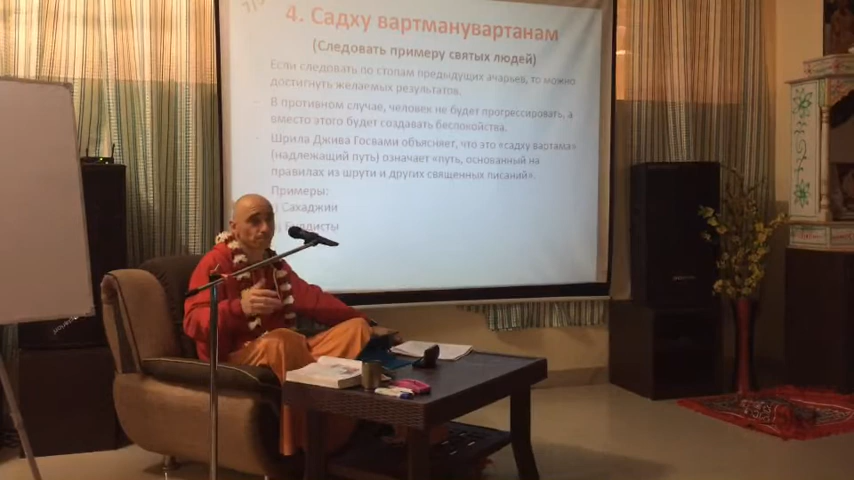 4. Садху вартманувартанам
(Следовать примеру святых людей)
Если следовать по стопам предыдущих ачарьев, то можно
достигнуть желаемых результатов.
В противном случае, человек не будет прогрессировать, а
вместо этого будет создавать беспокойства.
Шрила Джива Госвами объясняет, что это «садху вартма»
(надлежащий путь) означает «путь, основанный на
правилах из шрути и других священных писаний».
Примеры:
Сахаджии
Буддисты